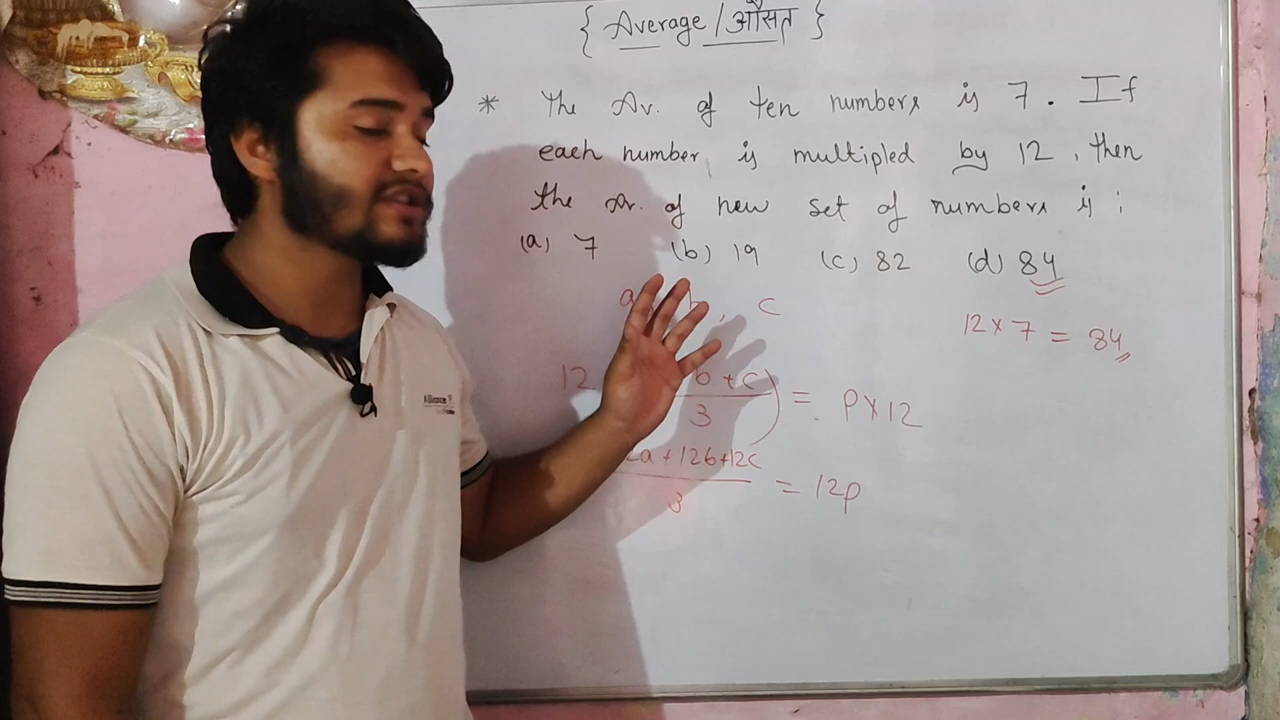 { Average / औसत }
* The Av. of ten numbers is 7. If
each number is multipled by 12, then
the Av. of new set of numbers is :
(a) 7 (b) 19 (c) 82 (d) 84
a, b, c
12 × 7 = 84
12 b + c) = P × 12
3
2a + 12b + 12c = 12p
3
Alliance